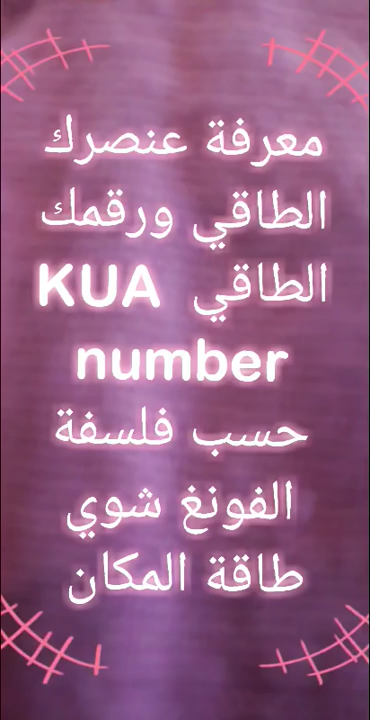 معرفة عنصرك
الطاقي ورقمك
الطاقي KUA
number
حسب فلسفة
الفونغ شوي
طاقة المكان